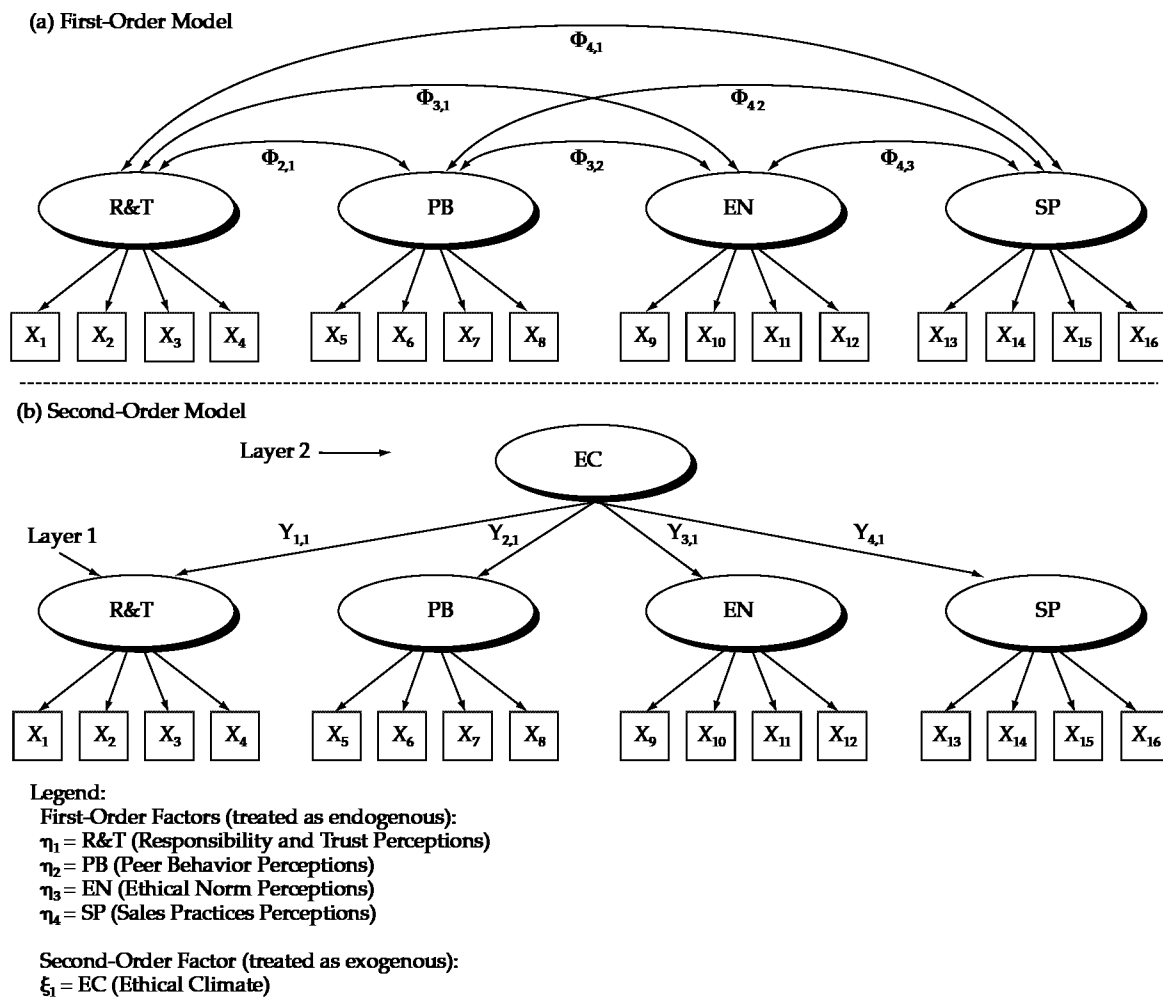 (a) First-Order Model
Φ4,1
Φ3,1
Φ4 2
Φ2,1
Φ3,2
Φ4,3
R&T
PB
EN
SP
X1 X2 X3 X4 X5 X6 X7 X8 X9 X10 X11 X12 X13 X14 X15 X16
(b) Second-Order Model
Layer 2
EC
Layer 1
Y1,1
Y2,1
Y3,1
Y4,1
R&T
PB
EN
SP
X1 X2 X3 X4 X5 X6 X7 X8 X9 X10 X11 X12 X13 X14 X15 X16
Legend:
First-Order Factors (treated as endogenous):
η1 = R&T (Responsibility and Trust Perceptions)
η2 = PB (Peer Behavior Perceptions)
η3 = EN (Ethical Norm Perceptions)
η4 = SP (Sales Practices Perceptions)
Second-Order Factor (treated as exogenous):
ξ1 = EC (Ethical Climate)